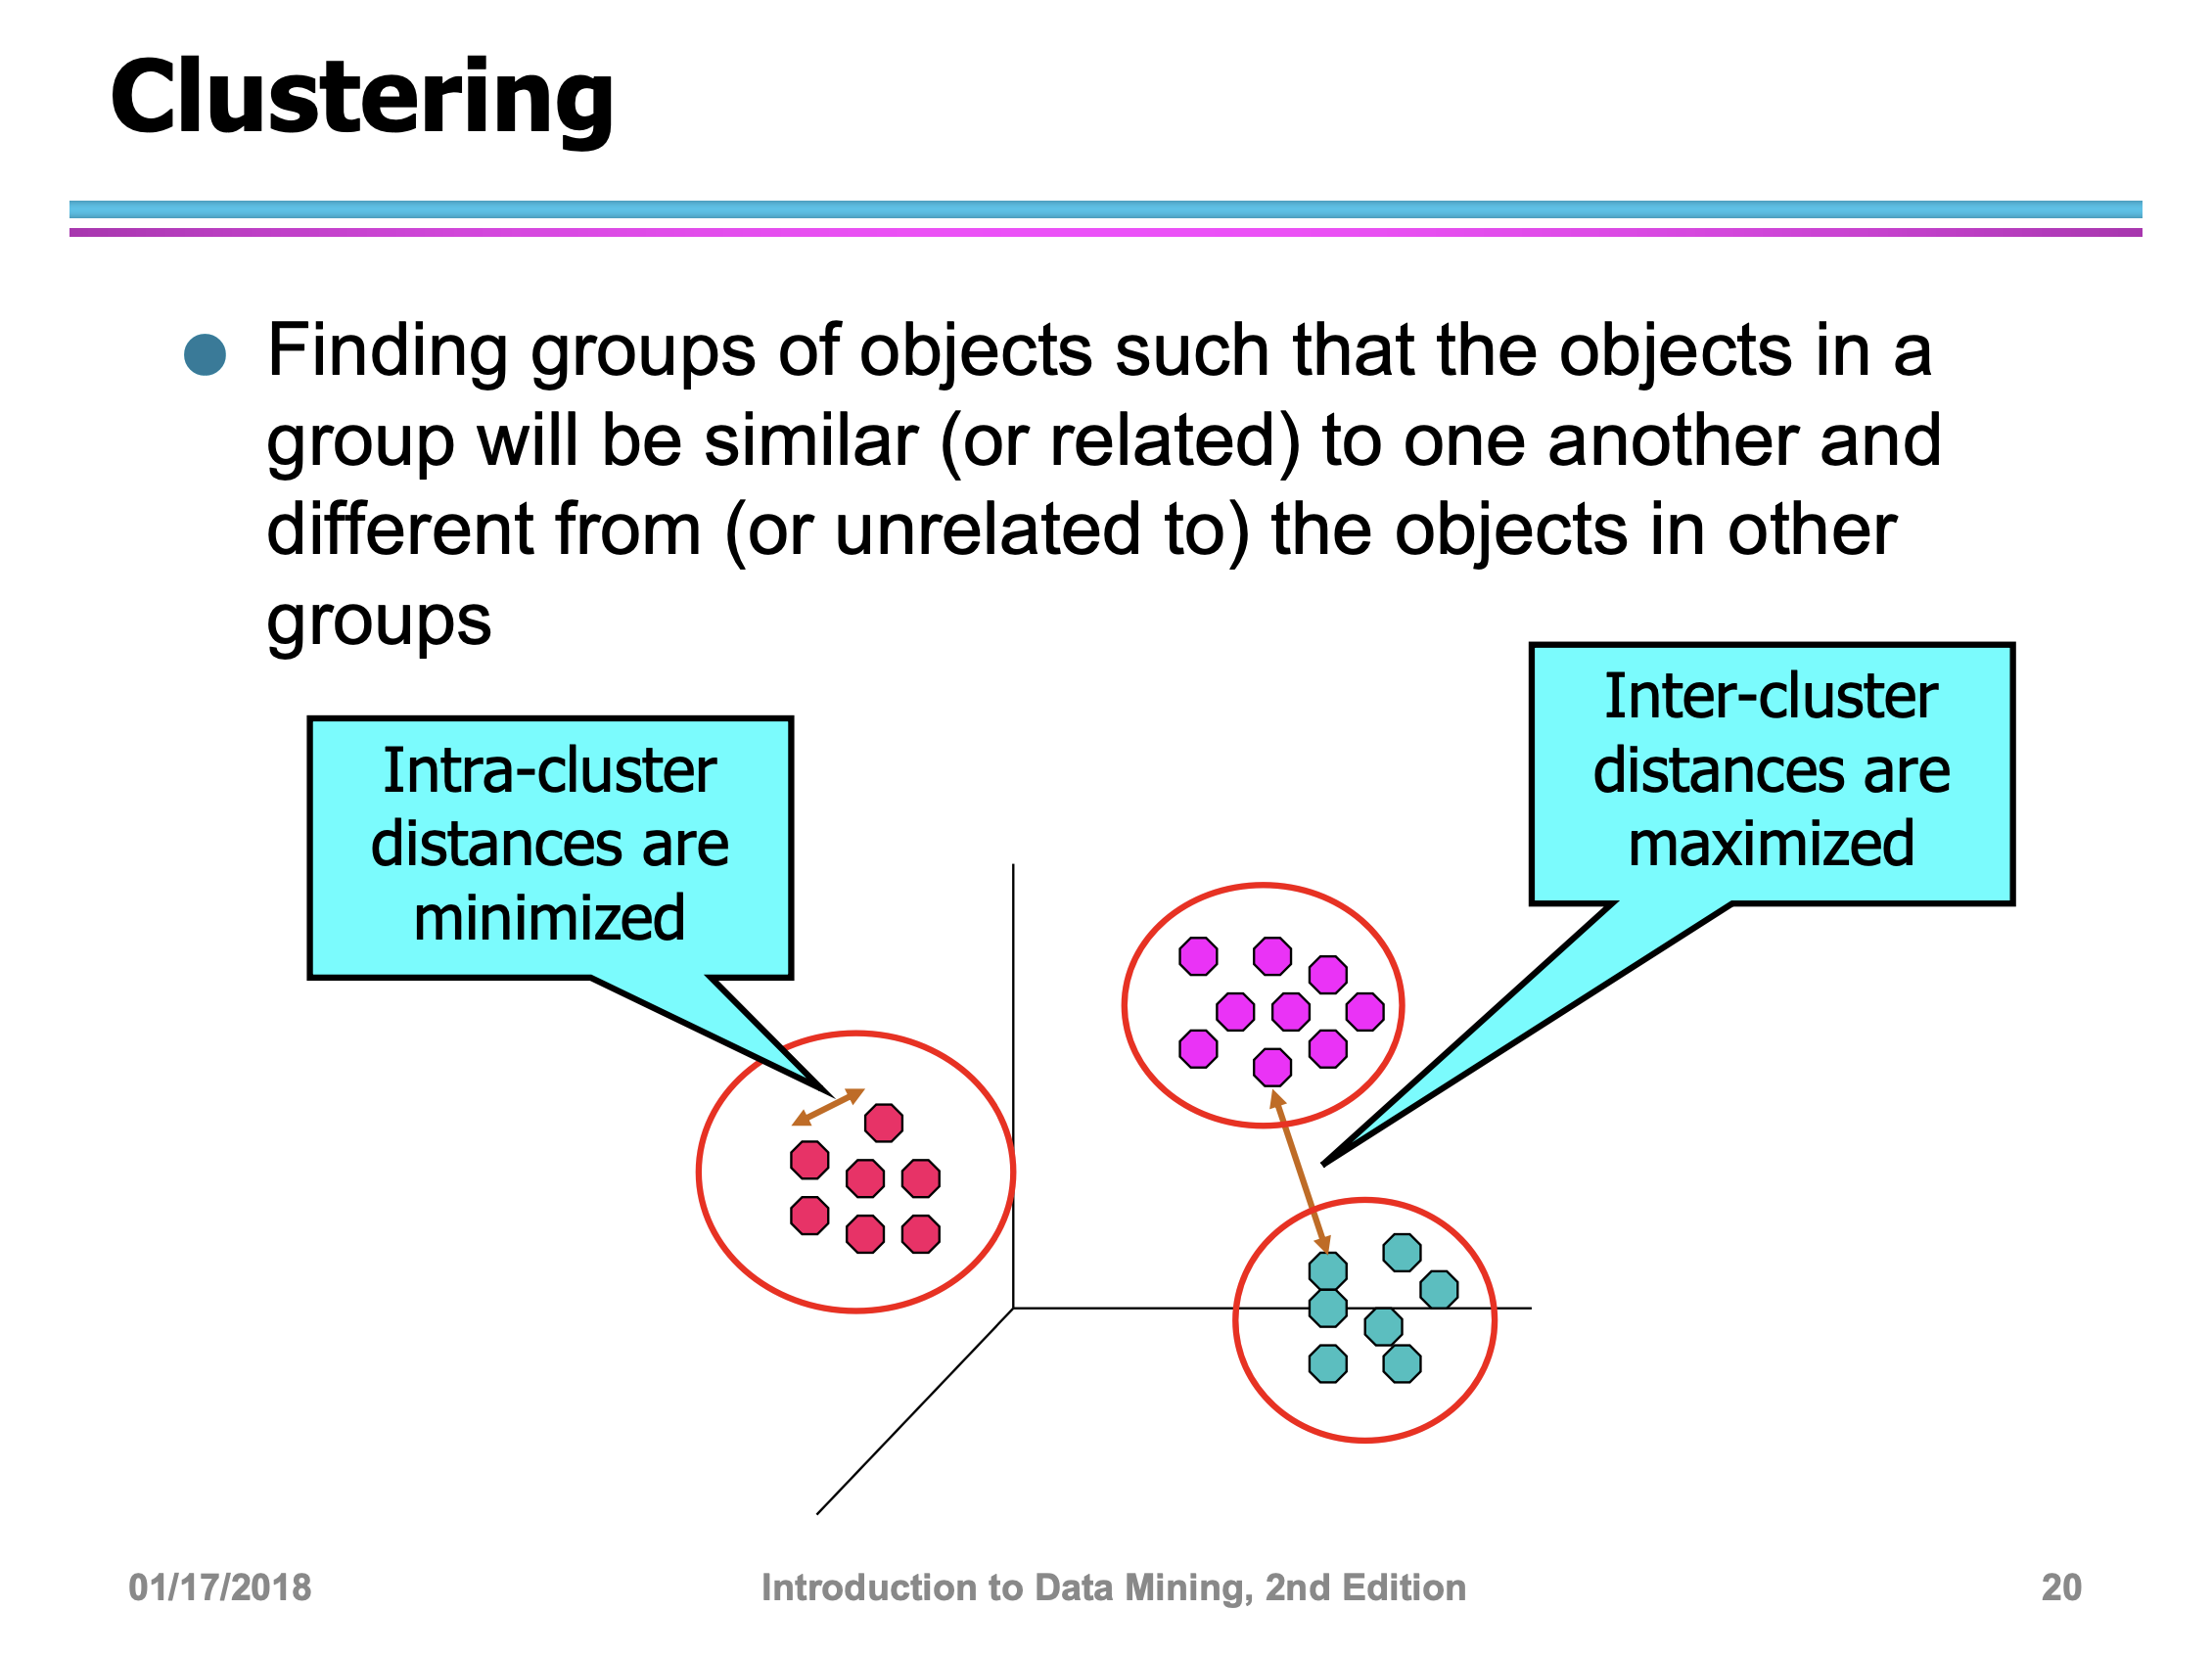 Clustering
Finding groups of objects such that the objects in a
group will be similar (or related) to one another and
different from (or unrelated to) the objects in other
groups
Intra-cluster
distances are
minimized
Inter-cluster
distances are
maximized
01/17/2018
Introduction to Data Mining, 2nd Edition
20